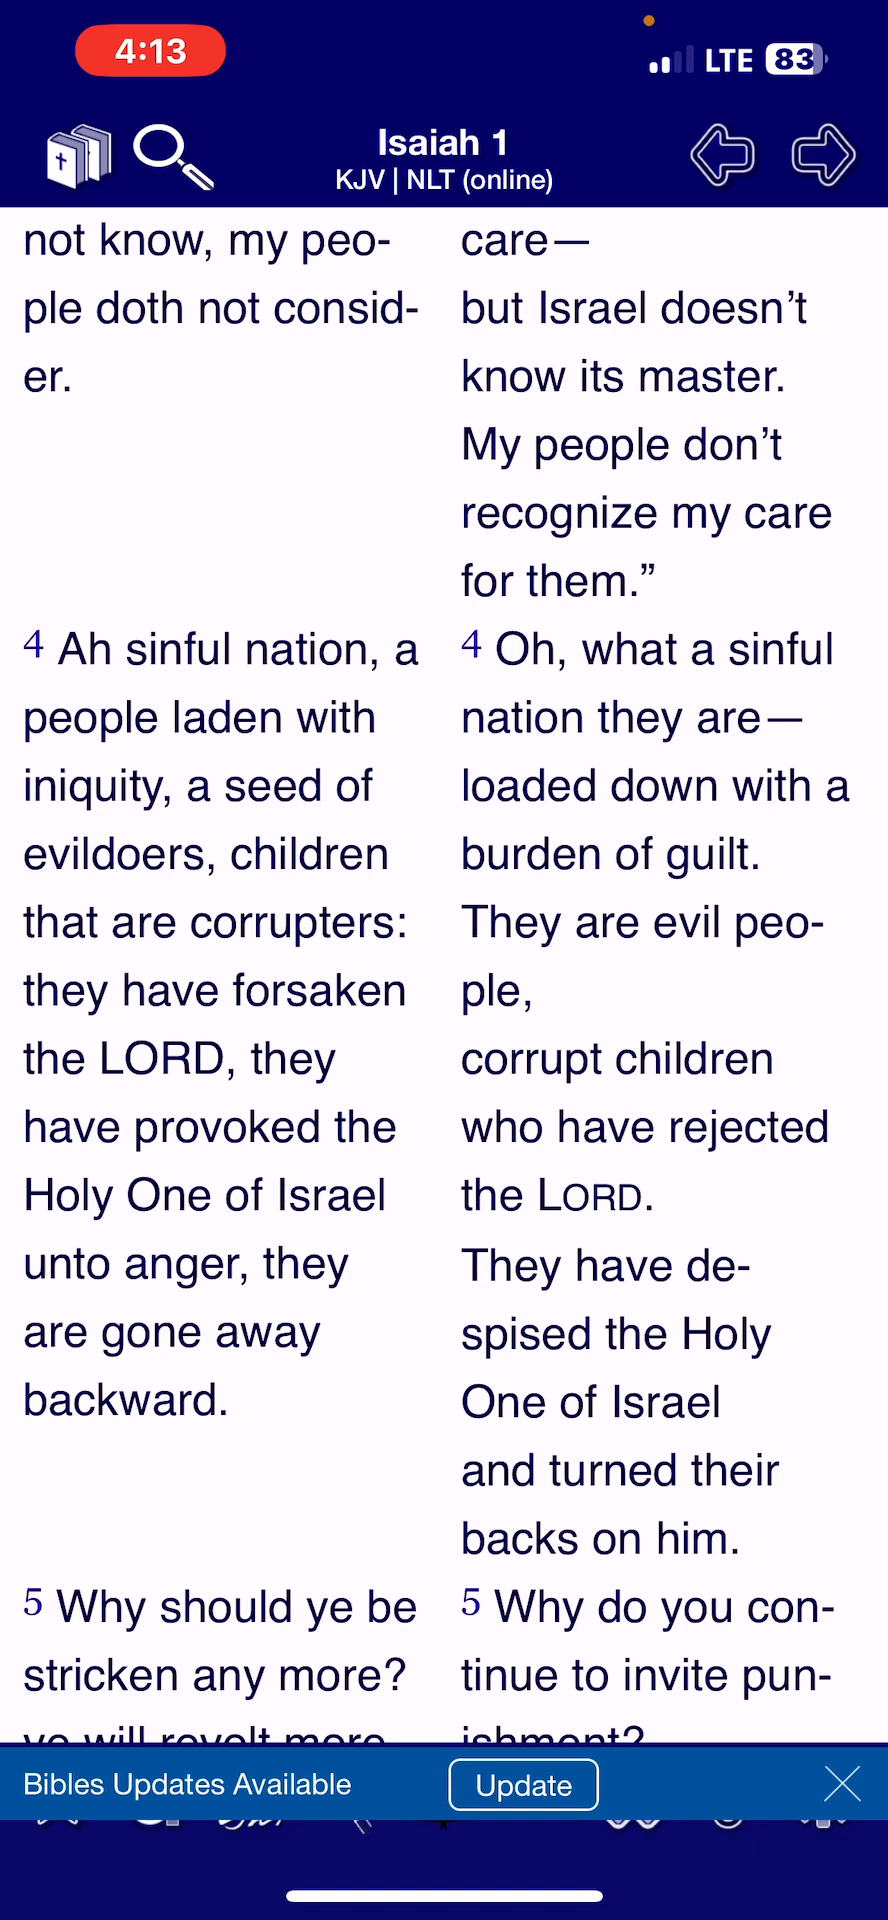 4:13
LTE 83
Isaiah 1
KJV | NLT (online)
not know, my peo-
ple doth not consid-
er.
care—
but Israel doesn’t
know its master.
My people don’t
recognize my care
for them.”
4 Ah sinful nation, a
people laden with
iniquity, a seed of
evildoers, children
that are corrupters:
they have forsaken
the LORD, they
have provoked the
Holy One of Israel
unto anger, they
are gone away
backward.
4 Oh, what a sinful
nation they are—
loaded down with a
burden of guilt.
They are evil peo-
ple,
corrupt children
who have rejected
the LORD.
They have de-
spised the Holy
One of Israel
and turned their
backs on him.
5 Why should ye be
stricken any more?
ye will revolt more
5 Why do you con-
tinue to invite pun-
ishment?
Bibles Updates Available
Update